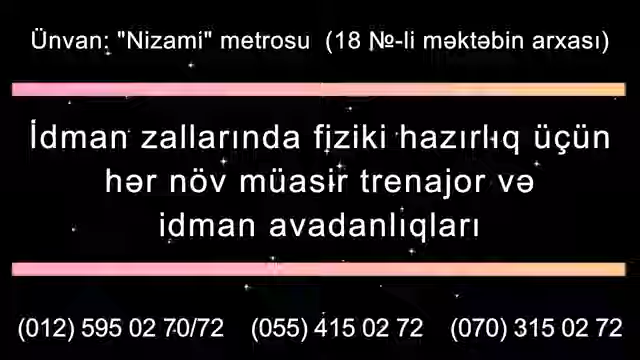 Ünvan: "Nizami" metrosu (18 №-li məktəbin arxası)
İdman zallarında fiziki hazırlıq üçün
hər növ müasir trenajor və
idman avadanlıqları
(012) 595 02 70/72 (055) 415 02 72 (070) 315 02 72